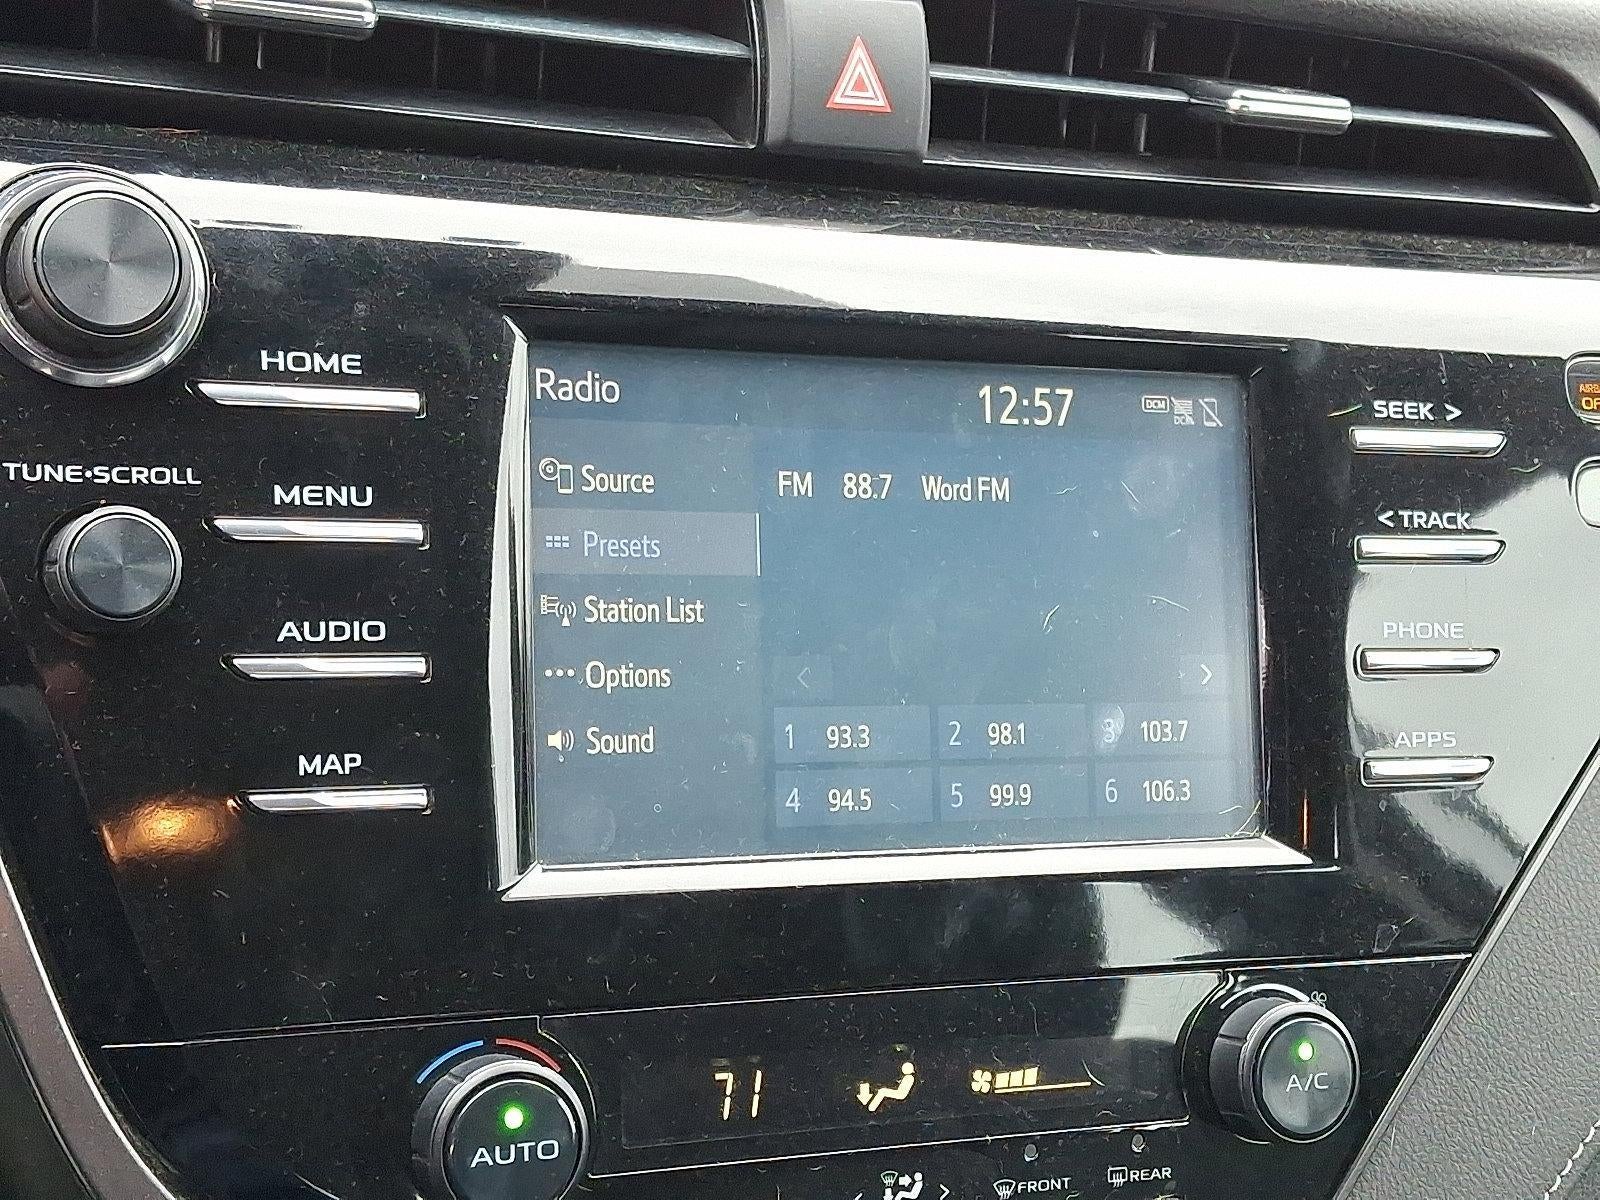 HOME
TUNE•SCROLL
MENU
AUDIO
MAP
Radio
12:57
DCM
DCM
Source
Presets
Station List
Options
Sound
FM 88.7 Word FM
<
>
1 93.3
2 98.1
3 103.7
4 94.5
5 99.9
6 106.3
SEEK >
< TRACK
PHONE
APPS
AUTO
71
A/C
< >
FRONT
REAR